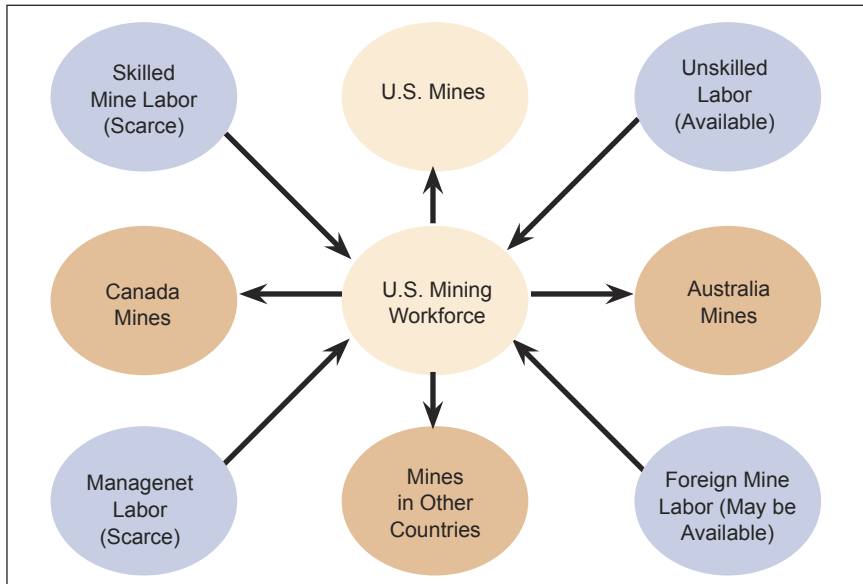 Skilled
Mine Labor
(Scarce)
U.S. Mines
Unskilled
Labor
(Available)
Canada
Mines
U.S. Mining
Workforce
Australia
Mines
Managenet
Labor
(Scarce)
Mines
in Other
Countries
Foreign Mine
Labor (May be
Available)